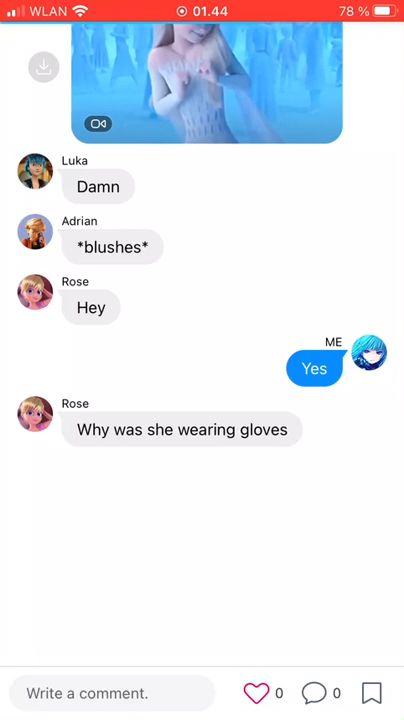 WLAN 01.44 78 %
Luka
Damn
Adrian
*blushes*
Rose
Hey
ME
Yes
Rose
Why was she wearing gloves
Write a comment. 0 0